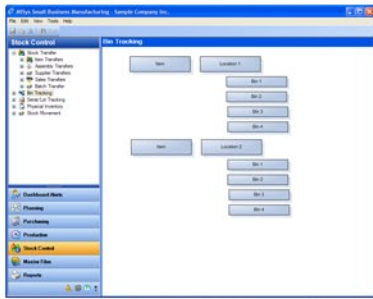 MISys Small Business Manufacturing - Sample Company Inc.
File Edit View Tools Help
Stock Control
Bin Tracking
Stock Transfer
Item Transfers
Assembly Transfers
Supplier Transfers
Sales Transfers
Batch Transfer
Bin Tracking
Serial/Lot Tracking
Physical Inventory
Stock Movement
Item
Location 1
Bin 1
Bin 2
Bin 3
Bin 4
Item
Location 2
Bin 1
Bin 2
Bin 3
Bin 4
Dashboard Alerts
Planning
Purchasing
Production
Stock Control
Master Files
Reports